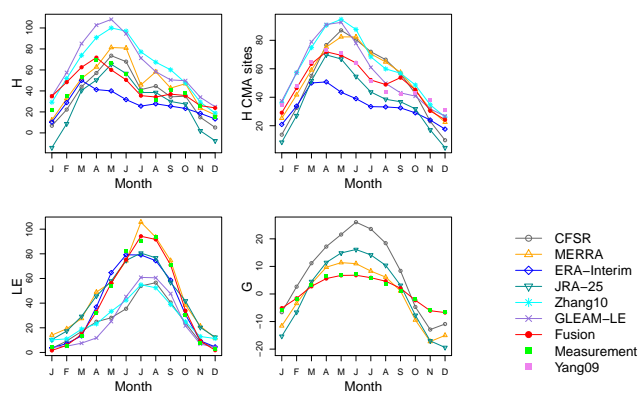 H
0 20 40 60 80 100
J F M A M J J A S O N D
Month
H CMA sites
20 40 60 80
J F M A M J J A S O N D
Month
LE
0 20 40 60 80 100
J F M A M J J A S O N D
Month
G
-20 -10 0 10 20
J F M A M J J A S O N D
Month
CFSR
MERRA
ERA-Interim
JRA-25
Zhang10
GLEAM-LE
Fusion
Measurement
Yang09